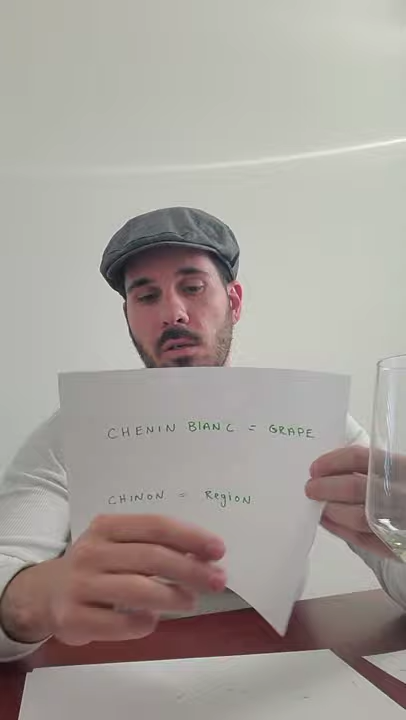 CHENIN BLANC = GRAPE
CHINON = Region